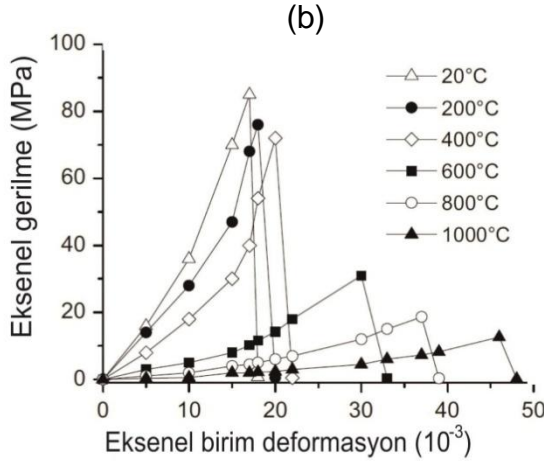 (b)
100
80
60
40
20
0
Eksenel gerilme (MPa)
20°C
200°C
400°C
600°C
800°C
1000°C
0 10 20 30 40 50
Eksenel birim deformasyon (10⁻³)